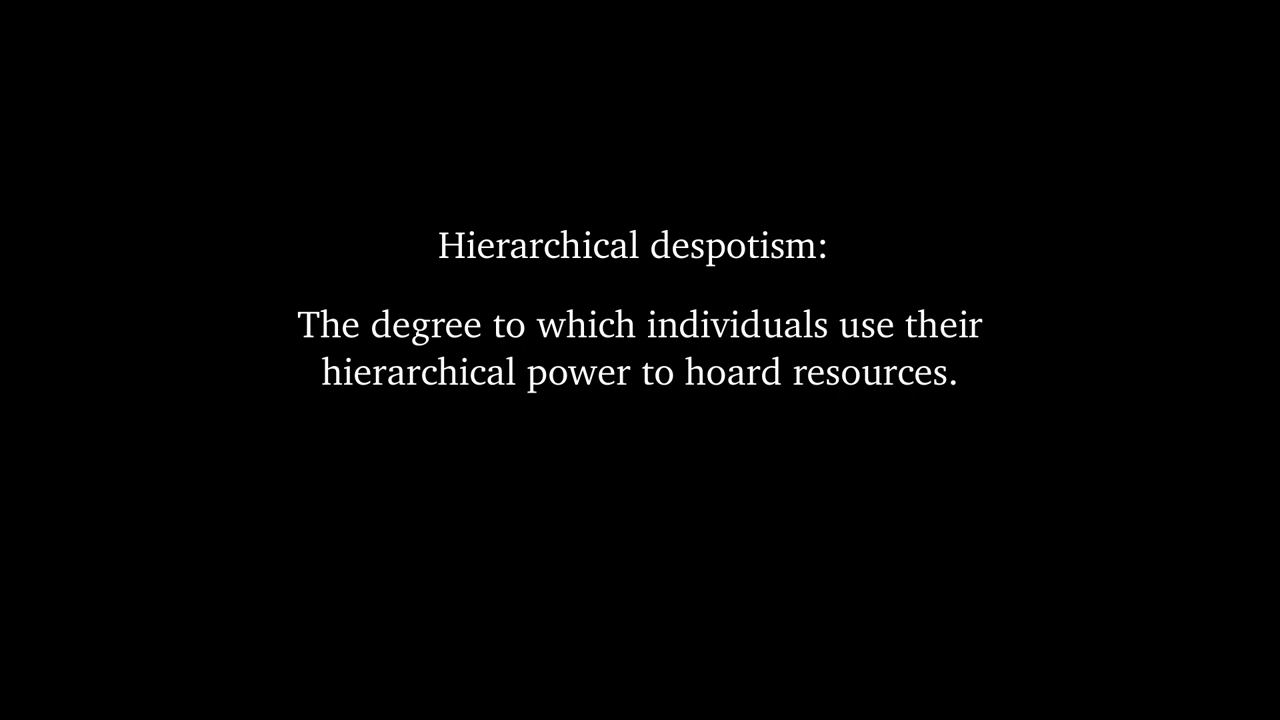 Hierarchical despotism:
The degree to which individuals use their
hierarchical power to hoard resources.